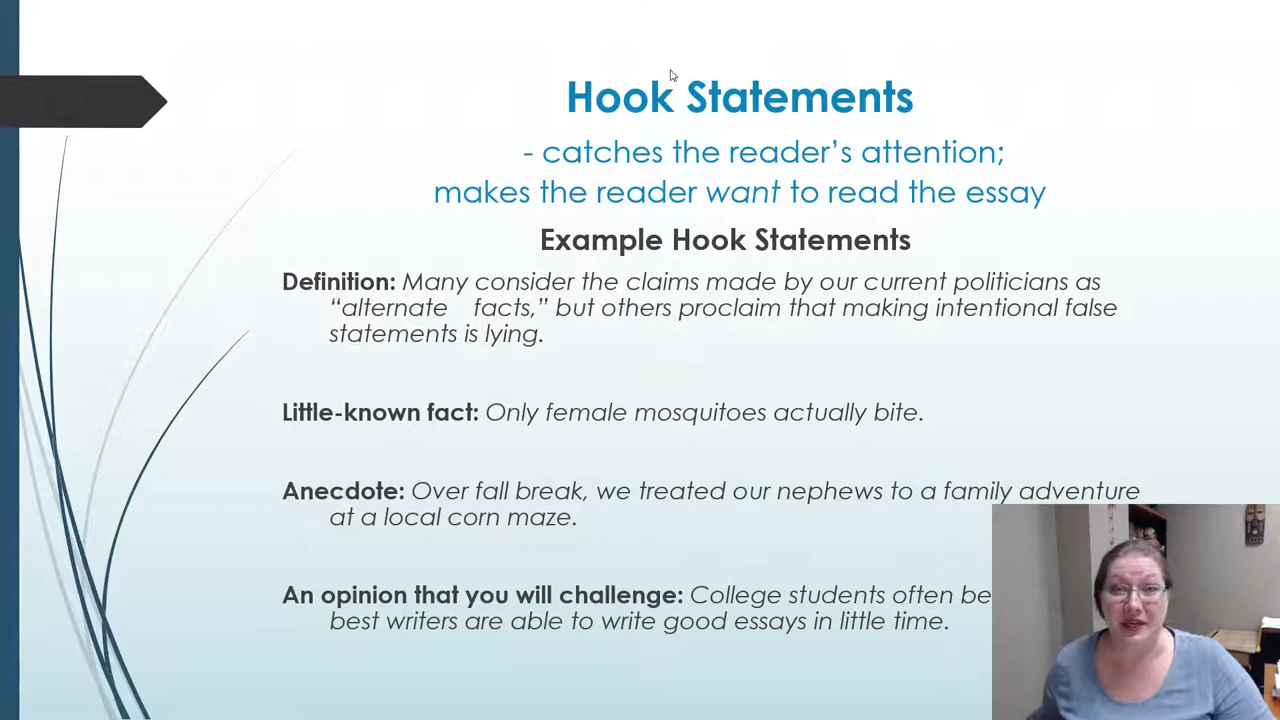 Hook Statements
- catches the reader’s attention;
makes the reader want to read the essay
Example Hook Statements
Definition: Many consider the claims made by our current politicians as
“alternate facts,” but others proclaim that making intentional false
statements is lying.
Little-known fact: Only female mosquitoes actually bite.
Anecdote: Over fall break, we treated our nephews to a family adventure
at a local corn maze.
An opinion that you will challenge: College students often be
best writers are able to write good essays in little time.